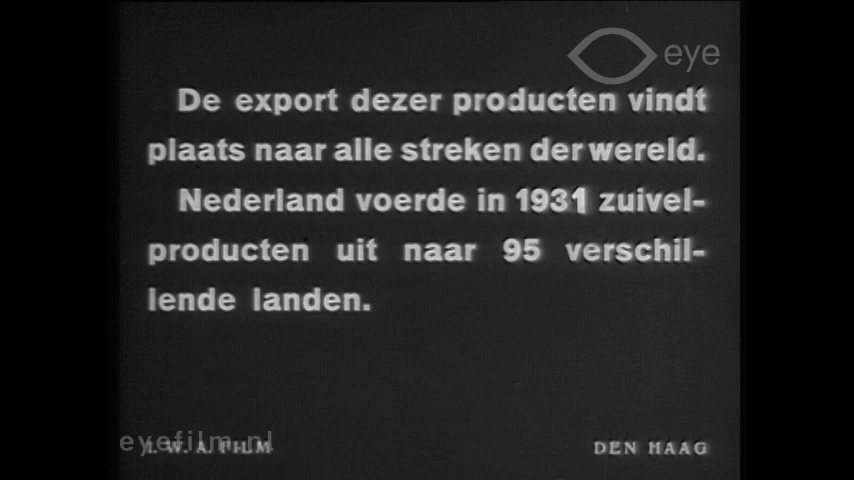 eye
De export dezer producten vindt
plaats naar alle streken der wereld.
Nederland voerde in 1931 zuivel-
producten uit naar 95 verschil-
lende landen.
eyefilm.nl
W. A. FILM
DEN HAAG